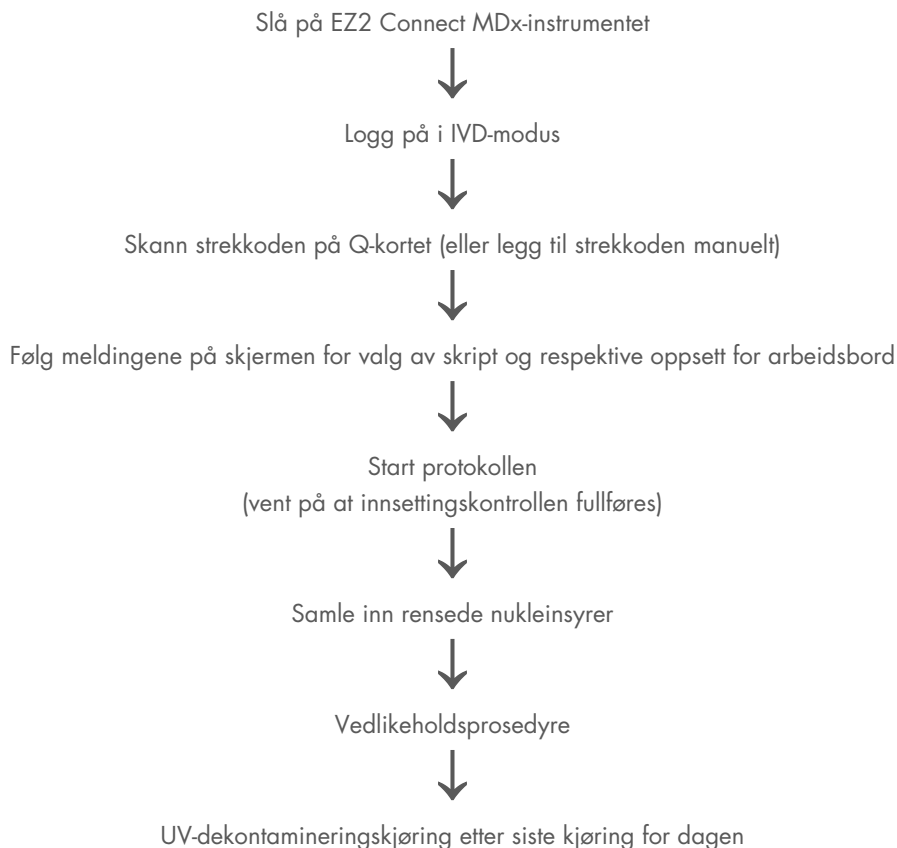 Slå på EZ2 Connect MDx-instrumentet
Logg på i IVD-modus
Skann strekkoden på Q-kortet (eller legg til strekkoden manuelt)
Følg meldingene på skjermen for valg av skript og respektive oppsett for arbeidsbord
Start protokollen
(vent på at innsettingskontrollen fullføres)
Samle inn rensede nukleinsyrer
Vedlikeholdsprosedyre
UV-dekontamineringskjøring etter siste kjøring for dagen